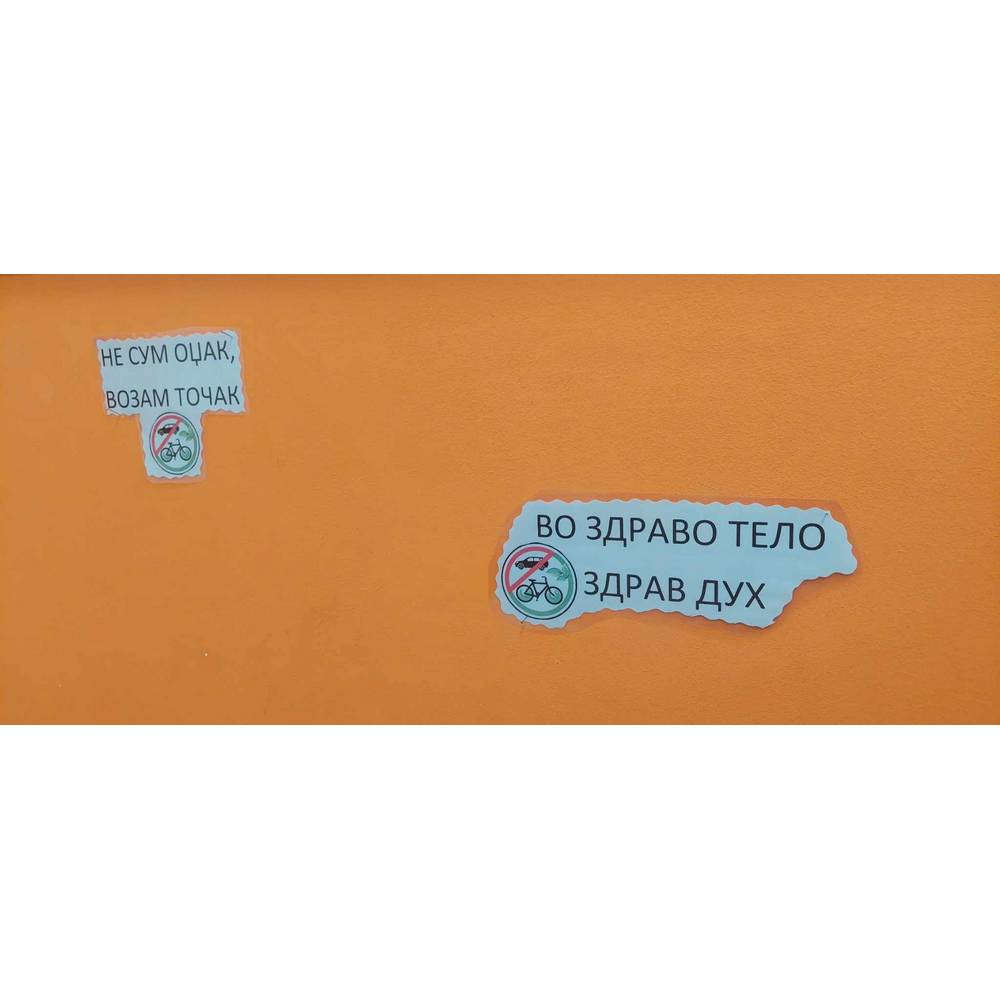 НЕ СУМ ОЏАК,
ВОЗАМ ТОЧАК
ВО ЗДРАВО ТЕЛО
ЗДРАВ ДУХ